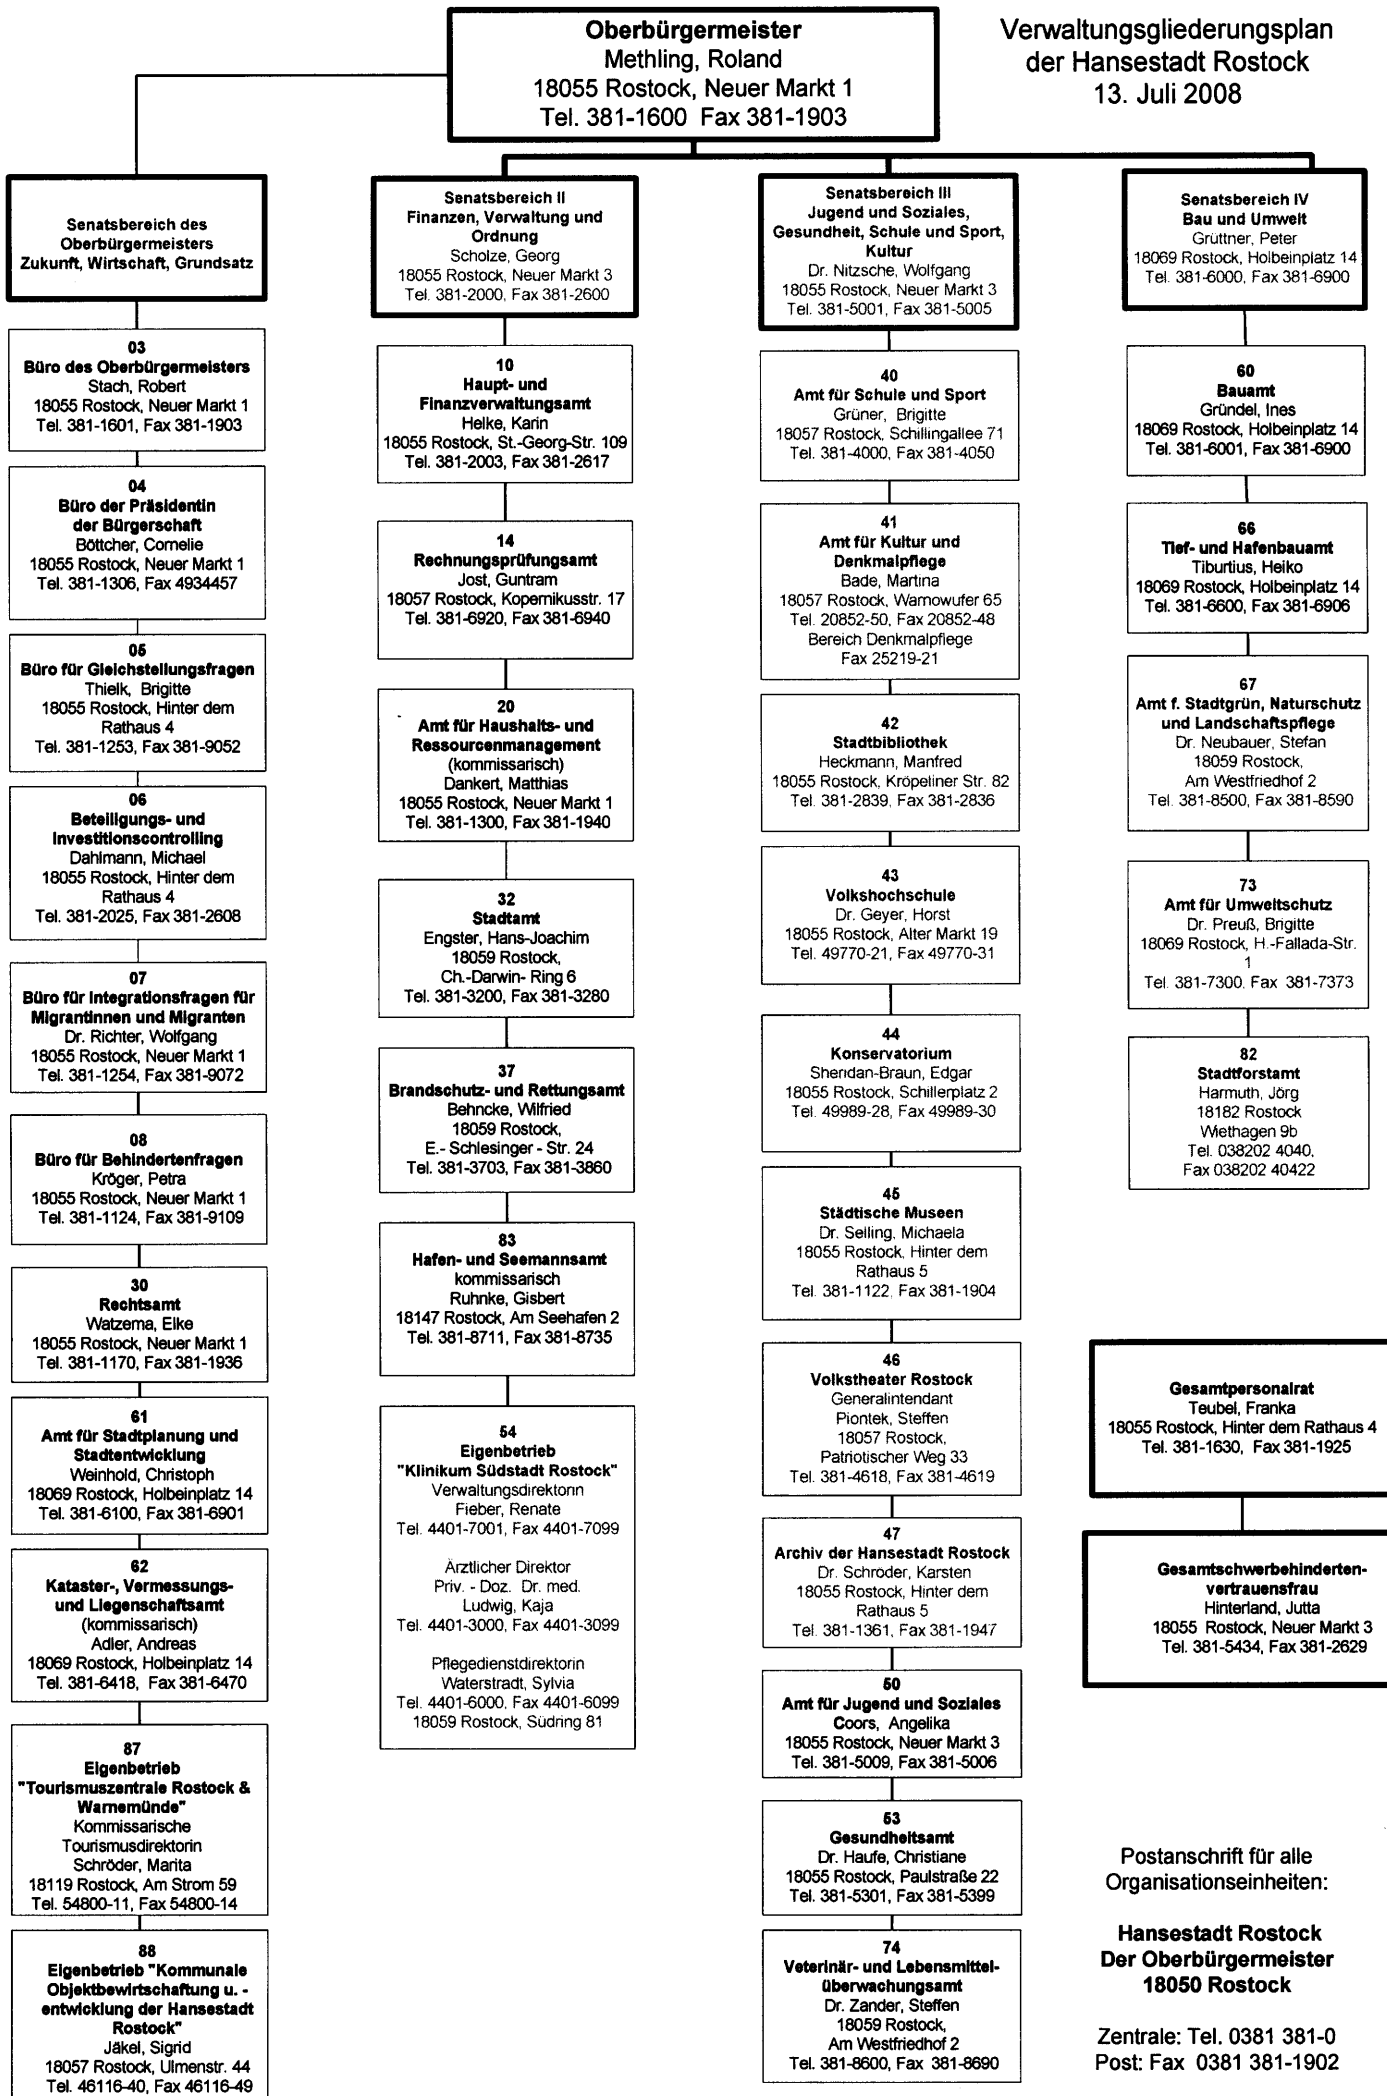 Oberbürgermeister
Methling, Roland
18055 Rostock, Neuer Markt 1
Tel. 381-1600 Fax 381-1903
Verwaltungsgliederungsplan
der Hansestadt Rostock
13. Juli 2008
Senatsbereich des
Oberbürgermeisters
Zukunft, Wirtschaft, Grundsatz
03
Büro des Oberbürgermeisters
Stach, Robert
18055 Rostock, Neuer Markt 1
Tel. 381-1601, Fax 381-1903
04
Büro der Präsidentin
der Bürgerschaft
Böttcher, Cornelie
18055 Rostock, Neuer Markt 1
Tel. 381-1306, Fax 4934457
05
Büro für Gleichstellungsfragen
Thielk, Brigitte
18055 Rostock, Hinter dem
Rathaus 4
Tel. 381-1253, Fax 381-9052
06
Beteiligungs- und
Investitionscontrolling
Dahlmann, Michael
18055 Rostock, Hinter dem
Rathaus 4
Tel. 381-2025, Fax 381-2608
07
Büro für Integrationsfragen für
Migrantinnen und Migranten
Dr. Richter, Wolfgang
18055 Rostock, Neuer Markt 1
Tel. 381-1254, Fax 381-9072
08
Büro für Behindertenfragen
Kröger, Petra
18055 Rostock, Neuer Markt 1
Tel. 381-1124, Fax 381-9109
30
Rechtsamt
Watzema, Elke
18055 Rostock, Neuer Markt 1
Tel. 381-1170, Fax 381-1936
61
Amt für Stadtplanung und
Stadtentwicklung
Weinhold, Christoph
18069 Rostock, Holbeinplatz 14
Tel. 381-6100, Fax 381-6901
62
Kataster-, Vermessungs-
und Liegenschaftsamt
(kommissarisch)
Adler, Andreas
18069 Rostock, Holbeinplatz 14
Tel. 381-6418, Fax 381-6470
87
Eigenbetrieb
"Tourismuszentrale Rostock &
Warnemünde"
Kommissarische
Tourismusdirektorin
Schröder, Marita
18119 Rostock, Am Strom 59
Tel. 54800-11, Fax 54800-14
88
Eigenbetrieb "Kommunale
Objektbewirtschaftung u. -
entwicklung der Hansestadt
Rostock"
Jäkel, Sigrid
18057 Rostock, Ulmenstr. 44
Tel. 46116-40, Fax 46116-49
Senatsbereich II
Finanzen, Verwaltung und
Ordnung
Scholze, Georg
18055 Rostock, Neuer Markt 3
Tel. 381-2000, Fax 381-2600
10
Haupt- und
Finanzverwaltungsamt
Helke, Karin
18055 Rostock, St.-Georg-Str. 109
Tel. 381-2003, Fax 381-2617
14
Rechnungsprüfungsamt
Jost, Guntram
18057 Rostock, Kopernikusstr. 17
Tel. 381-6920, Fax 381-6940
20
Amt für Haushalts- und
Ressourcenmanagement
(kommissarisch)
Dankert, Matthias
18055 Rostock, Neuer Markt 1
Tel. 381-1300, Fax 381-1940
32
Stadtamt
Engster, Hans-Joachim
18059 Rostock,
Ch.-Darwin- Ring 6
Tel. 381-3200, Fax 381-3280
37
Brandschutz- und Rettungsamt
Behncke, Wilfried
18059 Rostock,
E.- Schlesinger - Str. 24
Tel. 381-3703, Fax 381-3860
83
Hafen- und Seemannsamt
kommissarisch
Ruhnke, Gisbert
18147 Rostock, Am Seehafen 2
Tel. 381-8711, Fax 381-8735
54
Eigenbetrieb
"Klinikum Südstadt Rostock"
Verwaltungsdirektorin
Fieber, Renate
Tel. 4401-7001, Fax 4401-7099
Ärztlicher Direktor
Priv. - Doz. Dr. med.
Ludwig, Kaja
Tel. 4401-3000, Fax 4401-3099
Pflegedienstdirektorin
Waterstradt, Sylvia
Tel. 4401-6000, Fax 4401-6099
18059 Rostock, Südring 81
Senatsbereich III
Jugend und Soziales,
Gesundheit, Schule und Sport,
Kultur
Dr. Nitzsche, Wolfgang
18055 Rostock, Neuer Markt 3
Tel. 381-5001, Fax 381-5005
40
Amt für Schule und Sport
Grüner, Brigitte
18057 Rostock, Schillingallee 71
Tel. 381-4000, Fax 381-4050
41
Amt für Kultur und
Denkmalpflege
Bade, Martina
18057 Rostock, Warnowufer 65
Tel. 20852-50, Fax 20852-48
Bereich Denkmalpflege
Fax 25219-21
42
Stadtbibliothek
Heckmann, Manfred
18055 Rostock, Kröpeliner Str. 82
Tel. 381-2839, Fax 381-2836
43
Volkshochschule
Dr. Geyer, Horst
18055 Rostock, Alter Markt 19
Tel. 49770-21, Fax 49770-31
44
Konservatorium
Sheridan-Braun, Edgar
18055 Rostock, Schillerplatz 2
Tel. 49989-28, Fax 49989-30
45
Städtische Museen
Dr. Selling, Michaela
18055 Rostock, Hinter dem
Rathaus 5
Tel. 381-1122, Fax 381-1904
46
Volkstheater Rostock
Generalintendant
Piontek, Steffen
18057 Rostock,
Patriotischer Weg 33
Tel. 381-4618, Fax 381-4619
47
Archiv der Hansestadt Rostock
Dr. Schröder, Karsten
18055 Rostock, Hinter dem
Rathaus 5
Tel. 381-1361, Fax 381-1947
50
Amt für Jugend und Soziales
Coors, Angelika
18055 Rostock, Neuer Markt 3
Tel. 381-5009, Fax 381-5006
53
Gesundheitsamt
Dr. Haufe, Christiane
18055 Rostock, Paulstraße 22
Tel. 381-5301, Fax 381-5399
74
Veterinär- und Lebensmittel-
überwachungsamt
Dr. Zander, Steffen
18059 Rostock,
Am Westfriedhof 2
Tel. 381-8600, Fax 381-8690
Senatsbereich IV
Bau und Umwelt
Grüttner, Peter
18069 Rostock, Holbeinplatz 14
Tel. 381-6000, Fax 381-6900
60
Bauamt
Gründel, Ines
18069 Rostock, Holbeinplatz 14
Tel. 381-6001, Fax 381-6900
66
Tief- und Hafenbauamt
Tiburtius, Heiko
18069 Rostock, Holbeinplatz 14
Tel. 381-6600, Fax 381-6906
67
Amt f. Stadtgrün, Naturschutz
und Landschaftspflege
Dr. Neubauer, Stefan
18059 Rostock,
Am Westfriedhof 2
Tel. 381-8500, Fax 381-8590
73
Amt für Umweltschutz
Dr. Preuß, Brigitte
18069 Rostock, H.-Fallada-Str.
1
Tel. 381-7300, Fax 381-7373
82
Stadtforstamt
Harmuth, Jörg
18182 Rostock
Wiethagen 9b
Tel. 038202 4040,
Fax 038202 40422
Gesamtpersonalrat
Teubel, Franka
18055 Rostock, Hinter dem Rathaus 4
Tel. 381-1630, Fax 381-1925
Gesamtschwerbehinderten-
vertrauensfrau
Hinterland, Jutta
18055 Rostock, Neuer Markt 3
Tel. 381-5434, Fax 381-2629
Postanschrift für alle
Organisationseinheiten:
Hansestadt Rostock
Der Oberbürgermeister
18050 Rostock
Zentrale: Tel. 0381 381-0
Post: Fax 0381 381-1902